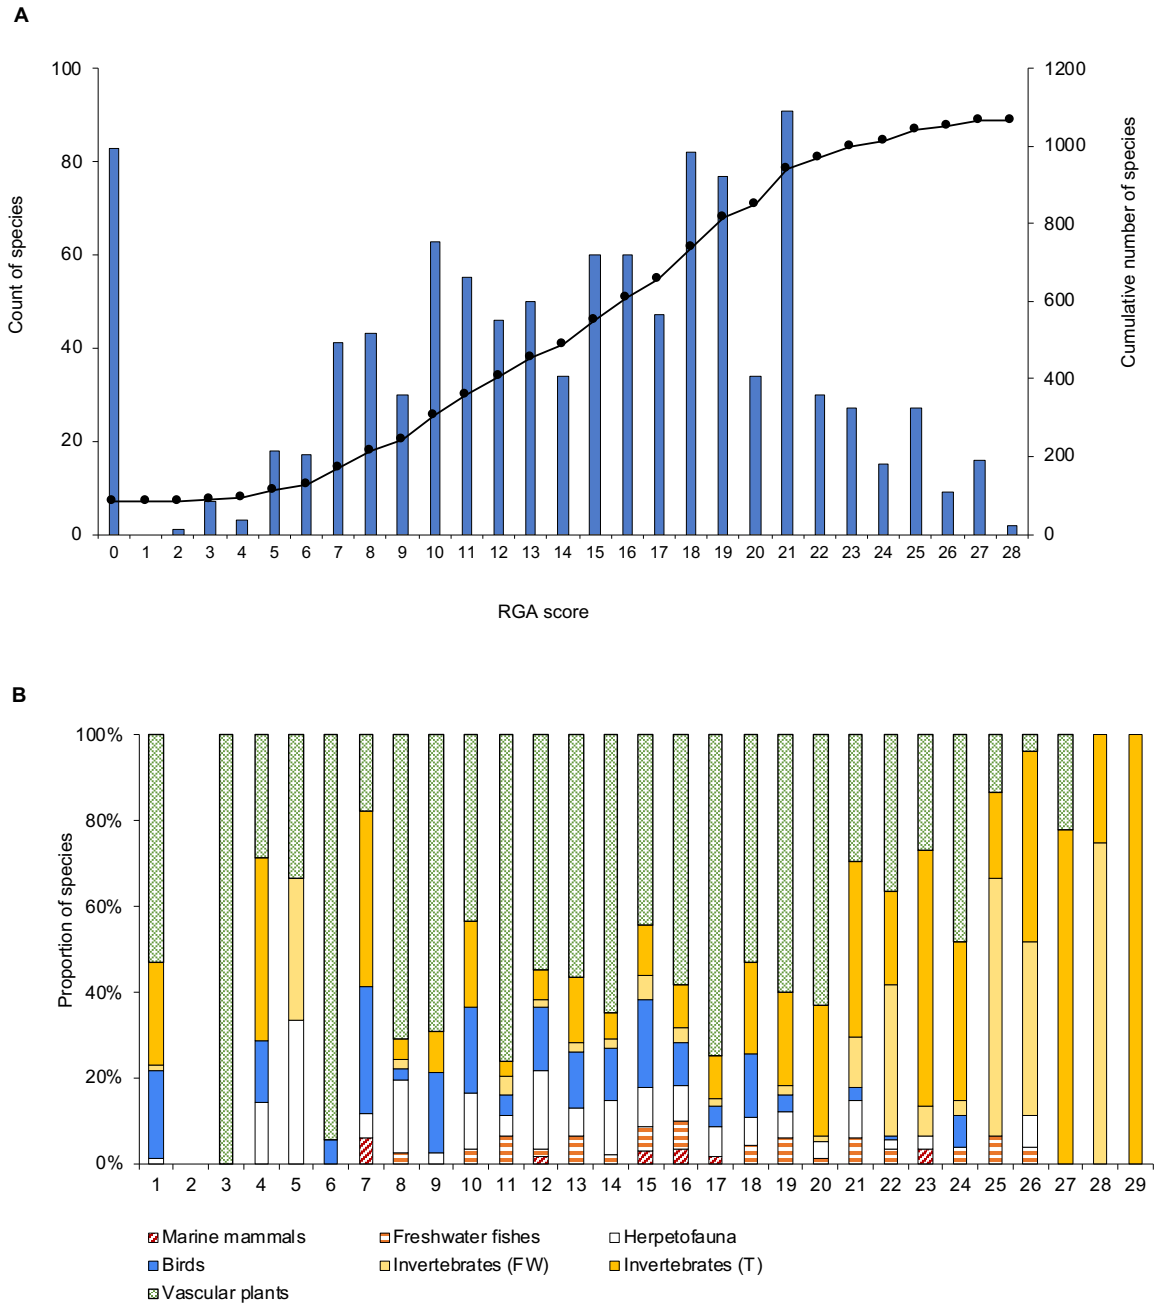 A
100
80
60
40
20
0
1200
1000
800
600
400
200
0
Count of species
Cumulative number of species
0 1 2 3 4 5 6 7 8 9 10 11 12 13 14 15 16 17 18 19 20 21 22 23 24 25 26 27 28
RGA score
B
100%
80%
60%
40%
20%
0%
Proportion of species
1 2 3 4 5 6 7 8 9 10 11 12 13 14 15 16 17 18 19 20 21 22 23 24 25 26 27 28 29
Marine mammals Freshwater fishes Herpetofauna
Birds Invertebrates (FW) Invertebrates (T)
Vascular plants